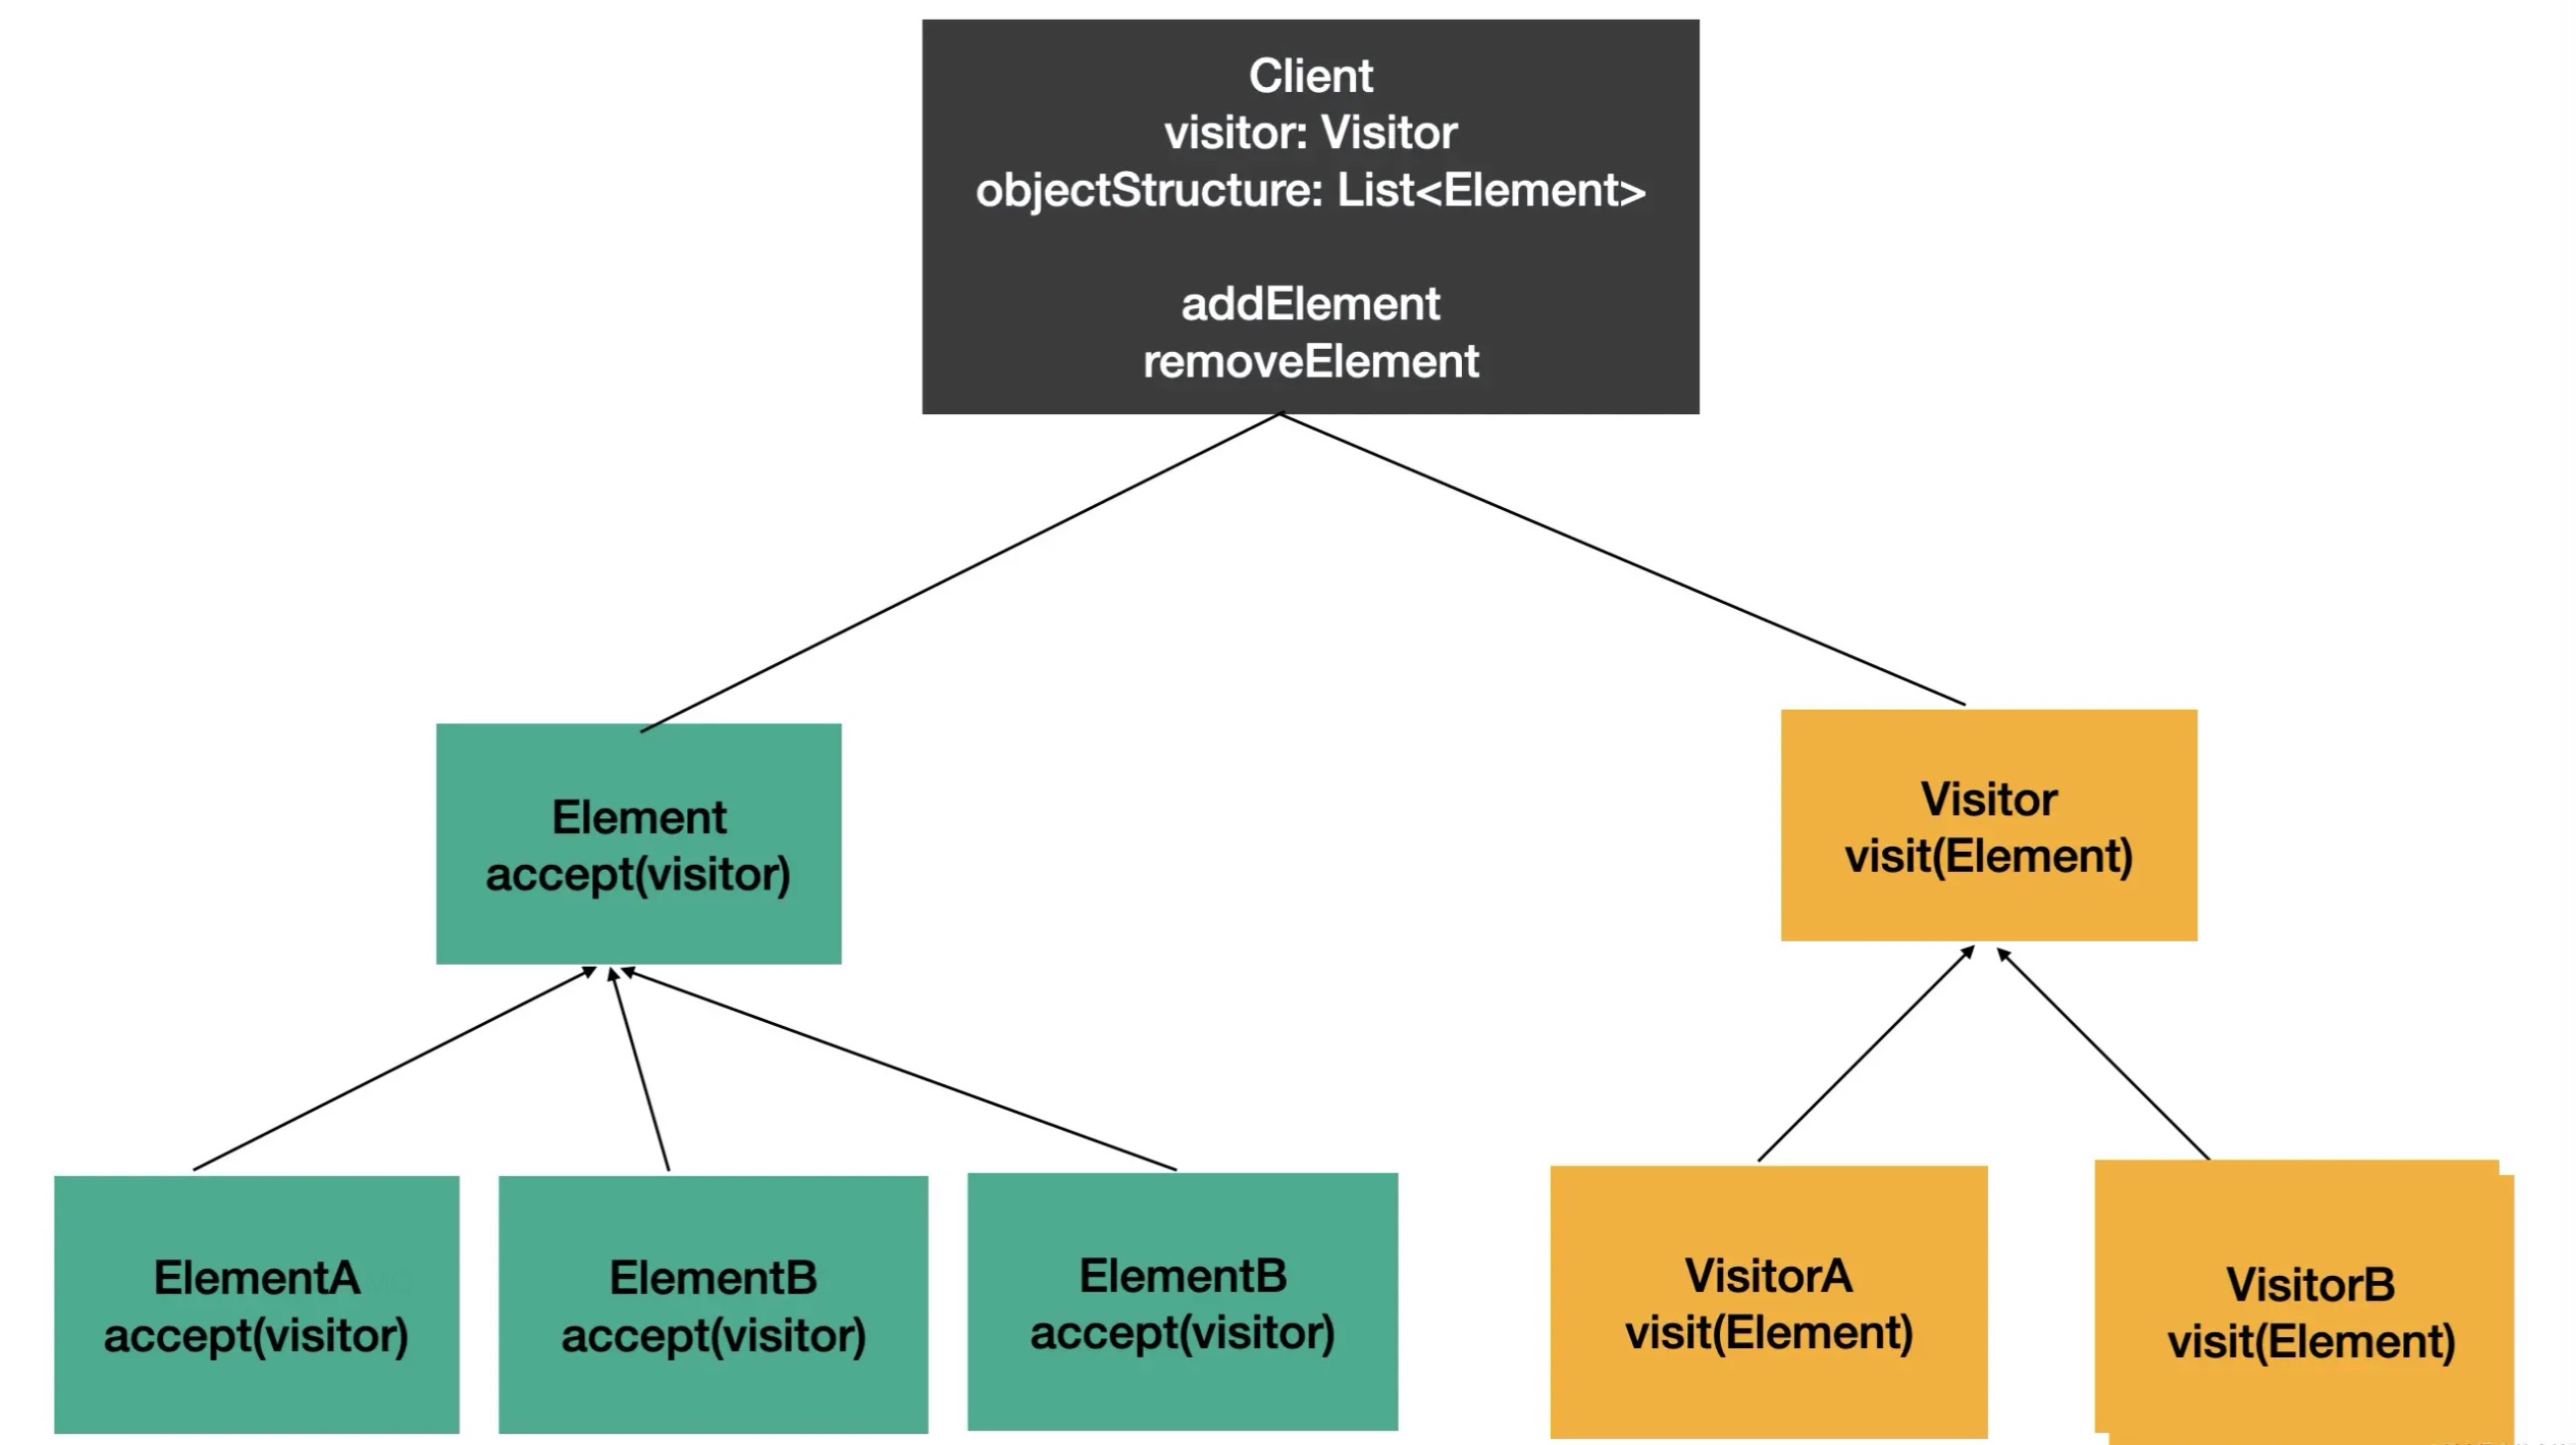 Client
visitor: Visitor
objectStructure: List<Element>
addElement
removeElement
Element
accept(visitor)
Visitor
visit(Element)
ElementA
accept(visitor)
ElementB
accept(visitor)
ElementB
accept(visitor)
VisitorA
visit(Element)
VisitorB
visit(Element)